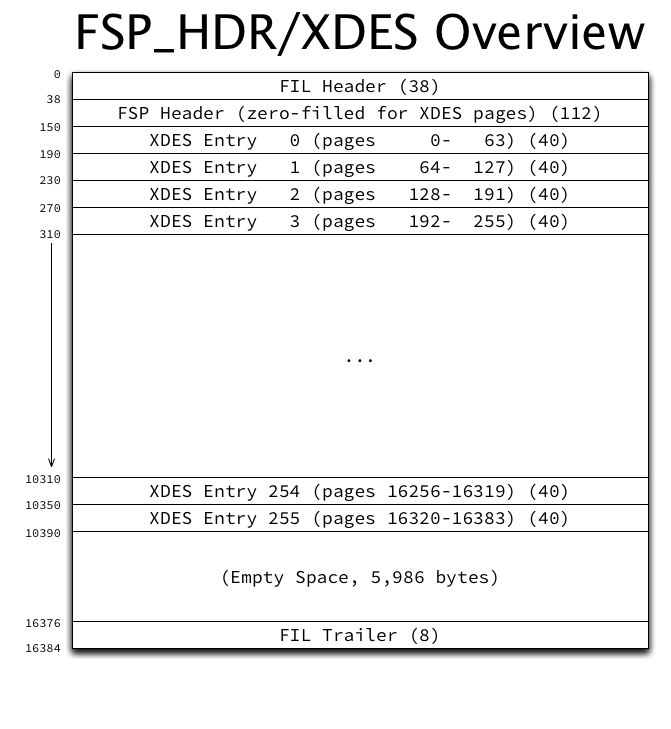 FSP_HDR/XDES Overview
0
FIL Header (38)
38
FSP Header (zero-filled for XDES pages) (112)
150
XDES Entry 0 (pages 0- 63) (40)
190
XDES Entry 1 (pages 64- 127) (40)
230
XDES Entry 2 (pages 128- 191) (40)
270
XDES Entry 3 (pages 192- 255) (40)
310
...
10310
XDES Entry 254 (pages 16256-16319) (40)
10350
XDES Entry 255 (pages 16320-16383) (40)
10390
(Empty Space, 5,986 bytes)
16376
FIL Trailer (8)
16384